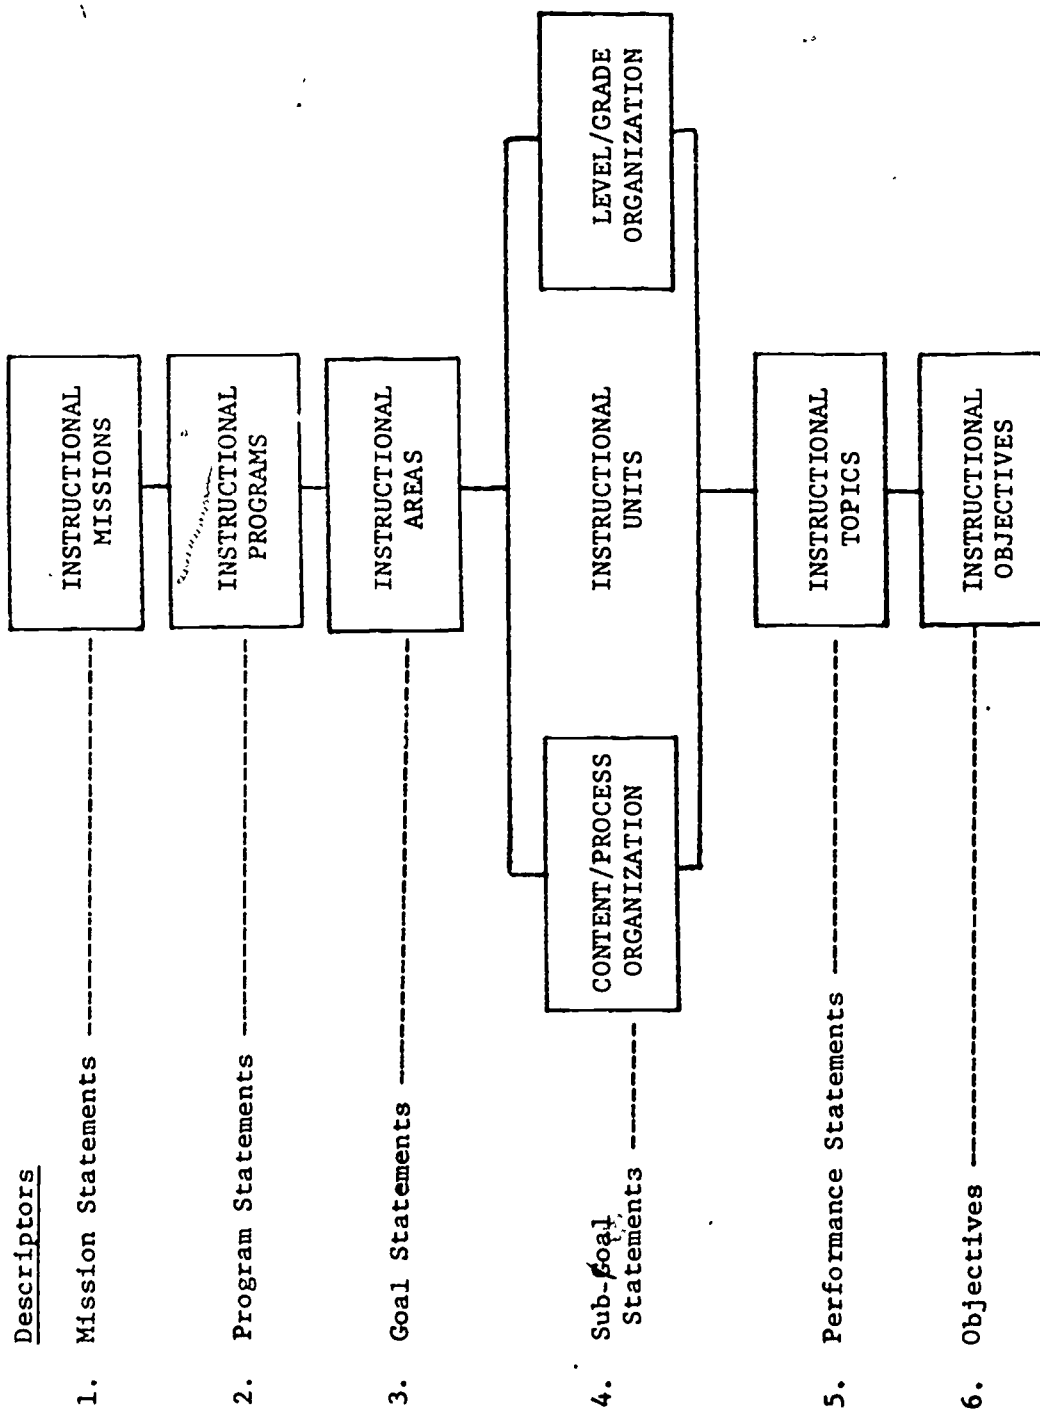 Descriptors
1. Mission Statements
INSTRUCTIONAL
MISSIONS
2. Program Statements
INSTRUCTIONAL
PROGRAMS
3. Goal Statements
INSTRUCTIONAL
AREAS
4. Sub-Goal
Statements
CONTENT/PROCESS
ORGANIZATION
INSTRUCTIONAL
UNITS
LEVEL/GRADE
ORGANIZATION
5. Performance Statements
INSTRUCTIONAL
TOPICS
6. Objectives
INSTRUCTIONAL
OBJECTIVES